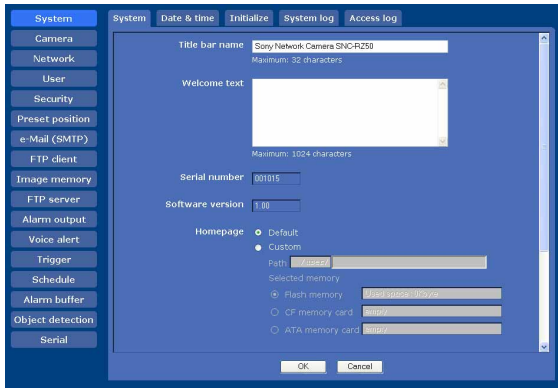 System
Camera
Network
User
Security
Preset position
e-Mail (SMTP)
FTP client
Image memory
FTP server
Alarm output
Voice alert
Trigger
Schedule
Alarm buffer
Object detection
Serial
System Date & time Initialize System log Access log
Title bar name Sony Network Camera SNC-RZ50
Maximum: 32 characters
Welcome text
Maximum: 1024 characters
Serial number 001015
Software version 1.00
Homepage Default
Custom
Path /user/
Selected memory
Flash memory
CF memory card empty
ATA memory card empty
OK Cancel